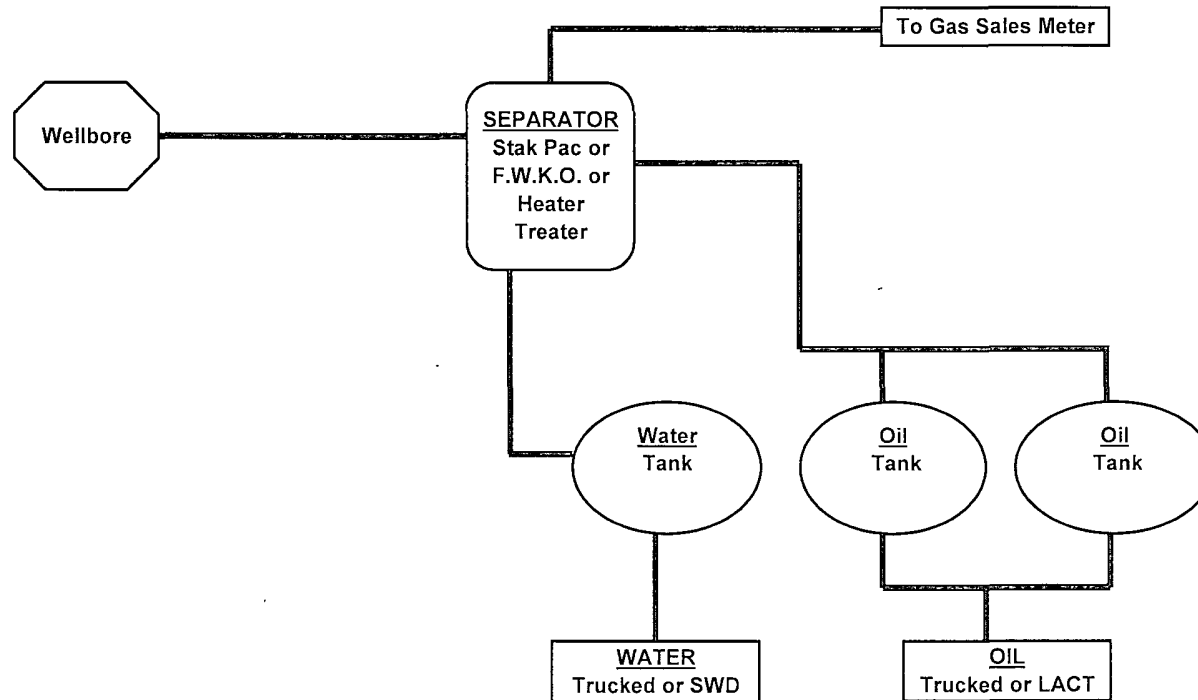 To Gas Sales Meter
Wellbore
SEPARATOR
Stak Pac or
F.W.K.O. or
Heater
Treater
Water
Tank
Oil
Tank
Oil
Tank
WATER
Trucked or SWD
OIL
Trucked or LACT